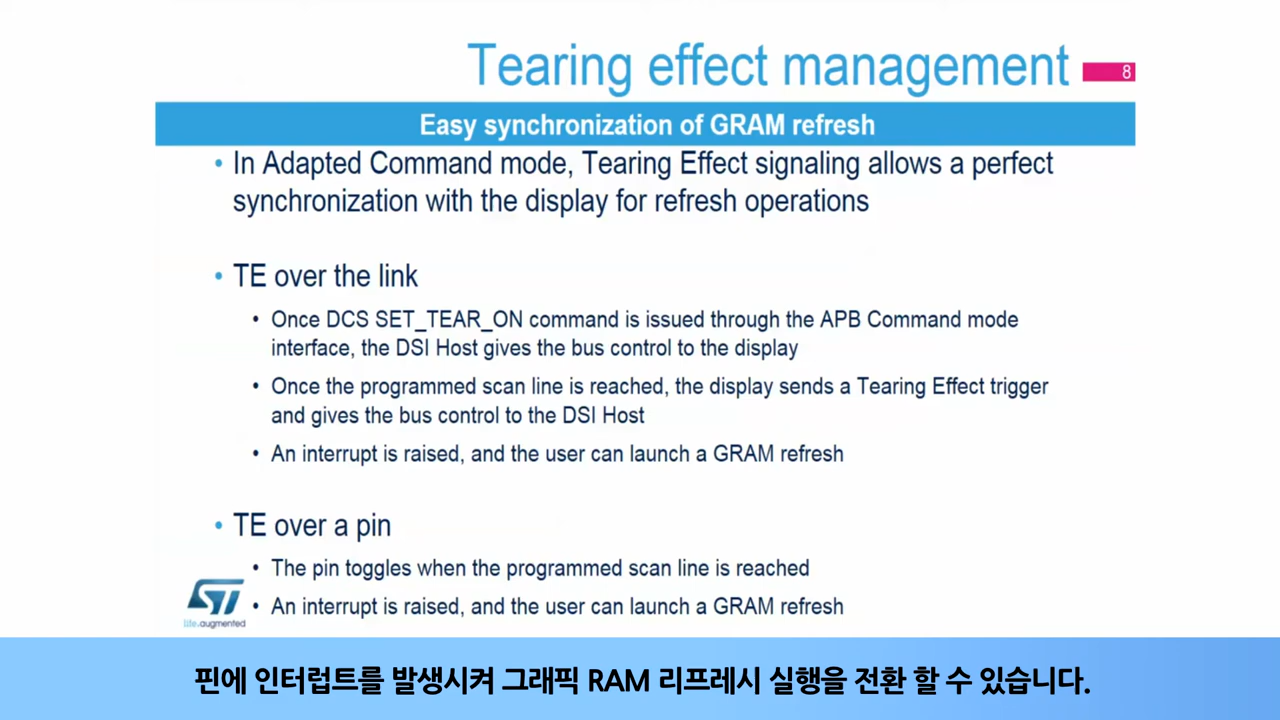 Tearing effect management
8
Easy synchronization of GRAM refresh
• In Adapted Command mode, Tearing Effect signaling allows a perfect
synchronization with the display for refresh operations
• TE over the link
• Once DCS SET_TEAR_ON command is issued through the APB Command mode
interface, the DSI Host gives the bus control to the display
• Once the programmed scan line is reached, the display sends a Tearing Effect trigger
and gives the bus control to the DSI Host
• An interrupt is raised, and the user can launch a GRAM refresh
• TE over a pin
• The pin toggles when the programmed scan line is reached
• An interrupt is raised, and the user can launch a GRAM refresh
ST
life.augmented
핀에 인터럽트를 발생시켜 그래픽 RAM 리프레시 실행을 전환 할 수 있습니다.